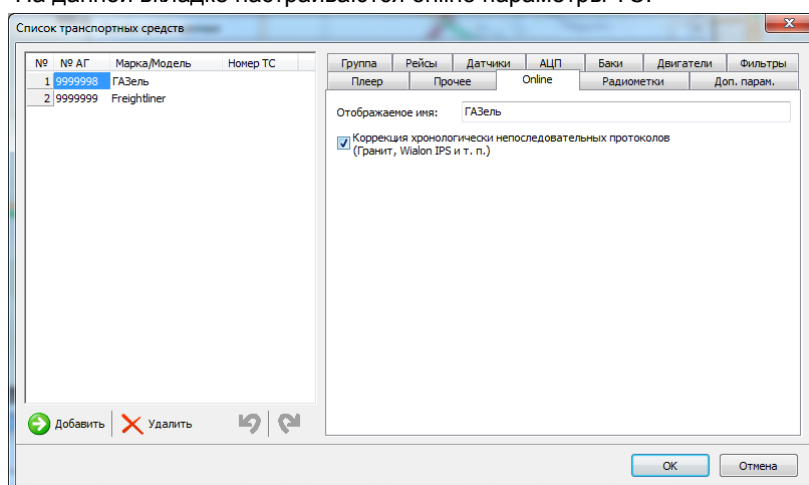 На данной вкладке настраиваются online параметры ТС.
Список транспортных средств
№ № АГ Марка/Модель Номер ТС
1 9999998 ГАЗель
2 9999999 Freightliner
Группа Рейсы Датчики АЦП Баки Двигатели Фильтры
Плеер Прочее Online Радиометки Доп. парам.
Отображаемое имя: ГАЗель
Коррекция хронологически непоследовательных протоколов
(Гранит, Wialon IPS и т. п.)
Добавить Удалить
OK Отмена